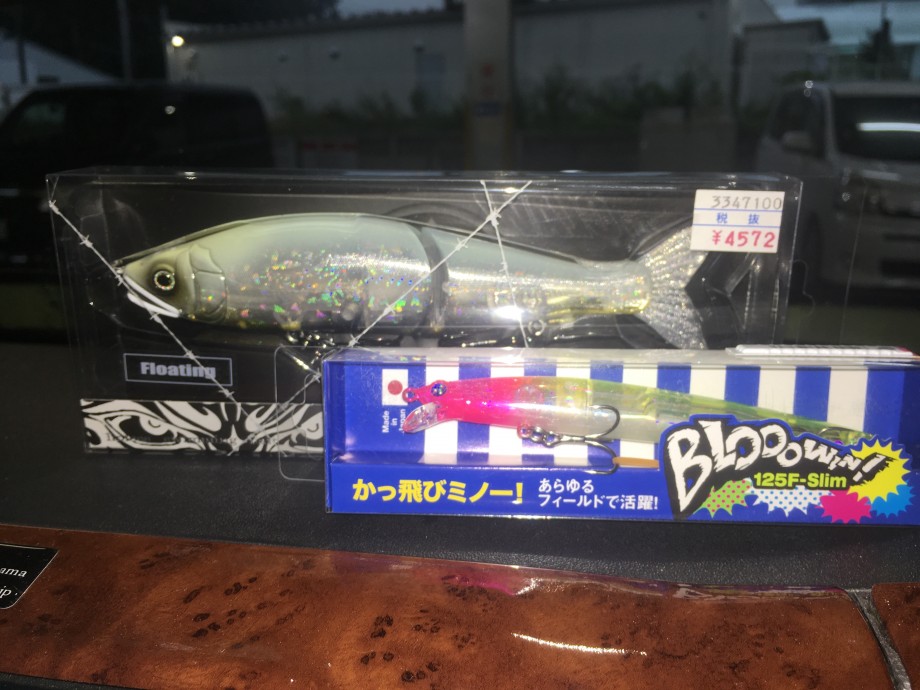 3347100
税 抜
¥4572
Floating
Made
in
Japan
BLOOOWIN!
125F-Slim
かっ飛びミノー!
あらゆる
フィールドで活躍!
ama